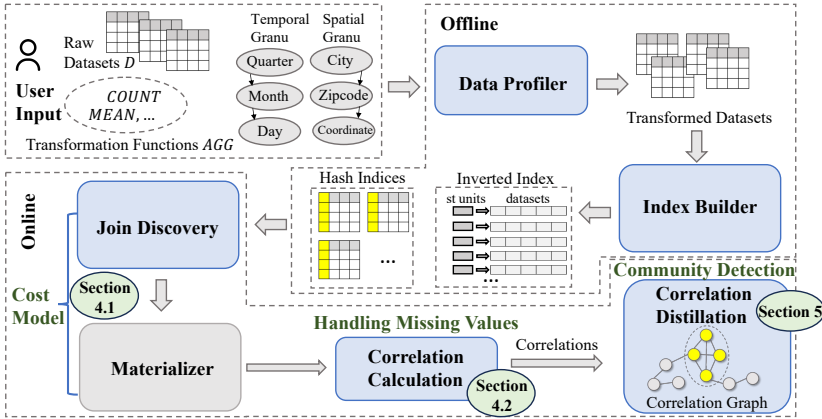 Raw
Datasets D
User
Input
COUNT
MEAN, ...
Transformation Functions AGG
Temporal
Granu
Quarter
Month
Day
Spatial
Granu
City
Zipcode
Coordinate
Offline
Data Profiler
Transformed Datasets
Index Builder
Inverted Index
st units
datasets
...
Hash Indices
...
Online
Join Discovery
Cost
Model
Section
4.1
Materializer
Handling Missing Values
Correlation
Calculation
Section
4.2
Correlations
Community Detection
Correlation
Distillation
Section 5
Correlation Graph